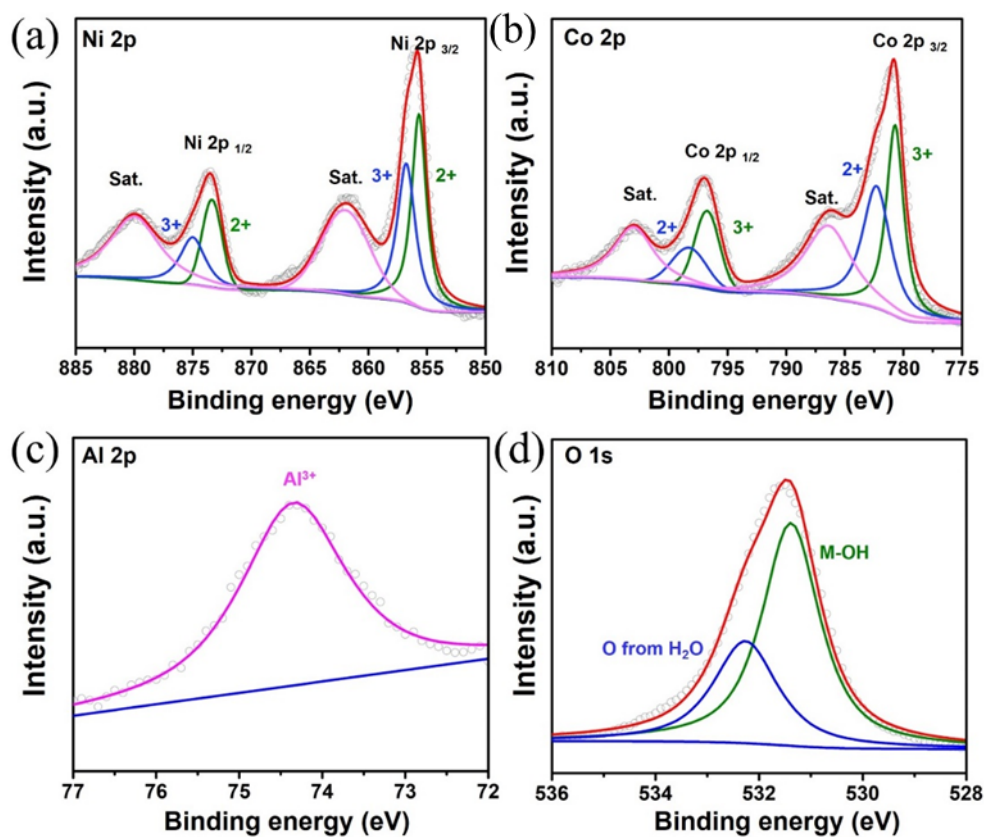 (a)
Ni 2p
Ni 2p 3/2
Ni 2p 1/2
Sat.
Sat.
3+
2+
3+
2+
Intensity (a.u.)
885 880 875 870 865 860 855 850
Binding energy (eV)
(b)
Co 2p
Co 2p 3/2
Co 2p 1/2
Sat.
Sat.
2+
3+
2+
3+
Intensity (a.u.)
810 805 800 795 790 785 780 775
Binding energy (eV)
(c)
Al 2p
Al³⁺
Intensity (a.u.)
77 76 75 74 73 72
Binding energy (eV)
(d)
O 1s
M-OH
O from H₂O
Intensity (a.u.)
536 534 532 530 528
Binding energy (eV)